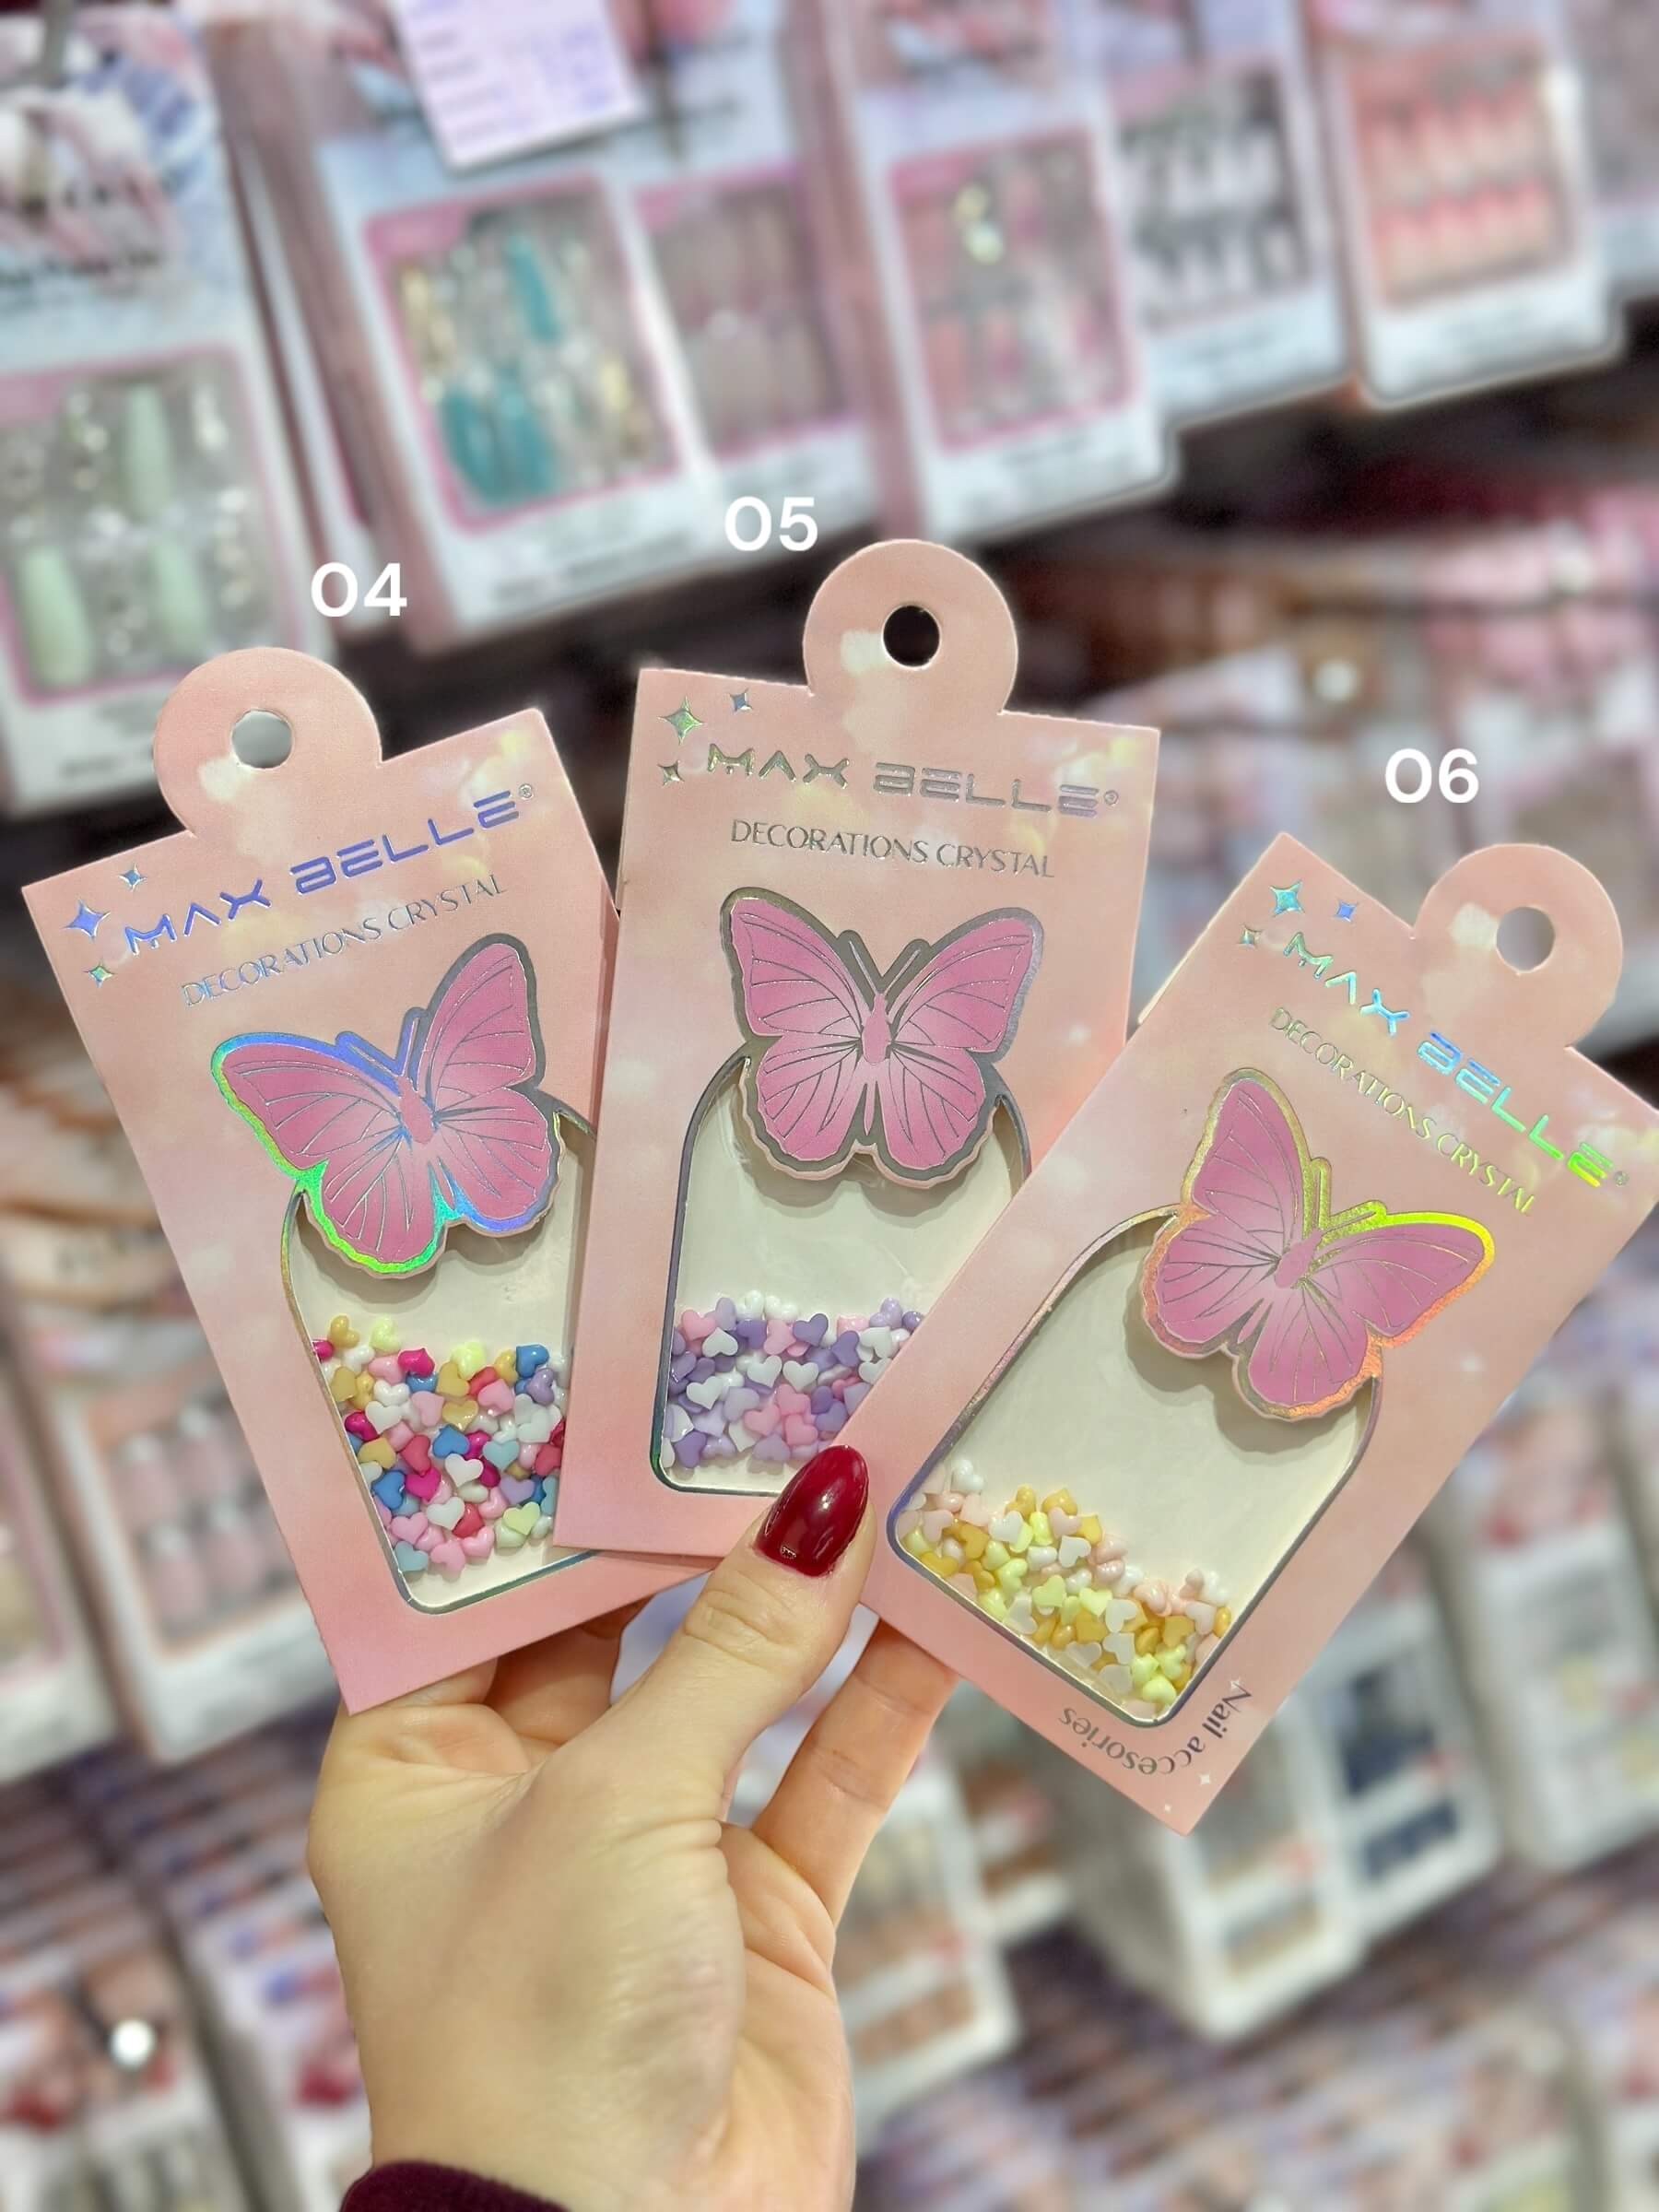 04
05
06
MAX BELLE®
DECORATIONS CRYSTAL
MAX BELLE®
DECORATIONS CRYSTAL
MAX BELLE®
DECORATIONS CRYSTAL
Nail accesories